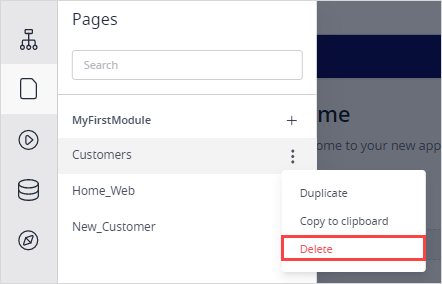 Pages
Search
MyFirstModule
Customers
Home_Web
New_Customer
Duplicate
Copy to clipboard
Delete
me
ome to your new app